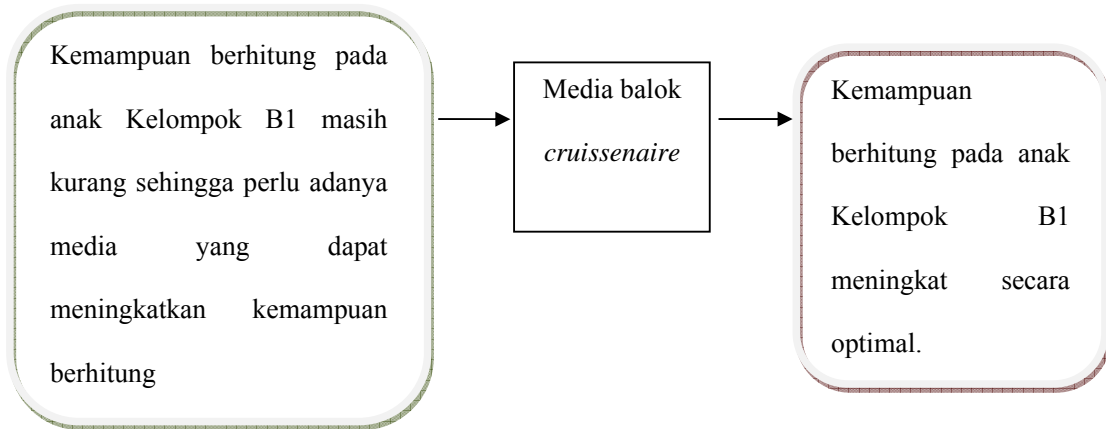 Kemampuan berhitung pada
anak Kelompok B1 masih
kurang sehingga perlu adanya
media yang dapat
meningkatkan kemampuan
berhitung
Media balok
cruissenaire
Kemampuan
berhitung pada anak
Kelompok B1
meningkat secara
optimal.